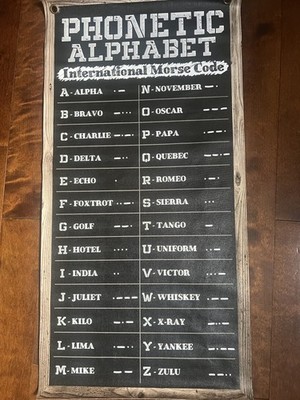 PHONETIC
ALPHABET
International Morse Code
A - ALPHA .-
B - BRAVO -...
C - CHARLIE -.-.
D - DELTA -..
E - ECHO .
F - FOXTROT ..-.
G - GOLF --.
H - HOTEL ....
I - INDIA ..
J - JULIET .---
K - KILO -.-
L - LIMA .-..
M - MIKE --
N - NOVEMBER -.
O - OSCAR ---
P - PAPA .--.
Q - QUEBEC --.-
R - ROMEO .-.
S - SIERRA ...
T - TANGO -
U - UNIFORM ..-
V - VICTOR ...-
W - WHISKEY .--
X - X-RAY -..-
Y - YANKEE -.--
Z - ZULU --..